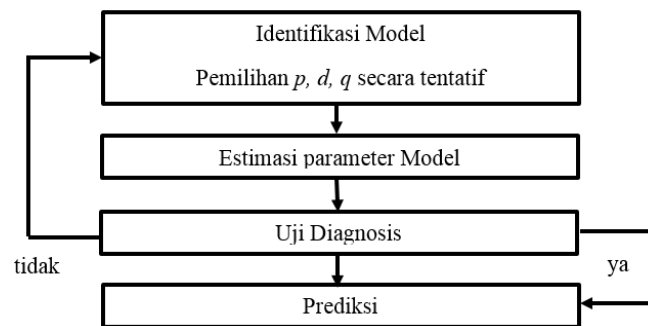 Identifikasi Model
Pemilihan p, d, q secara tentatif
Estimasi parameter Model
Uji Diagnosis
tidak
ya
Prediksi